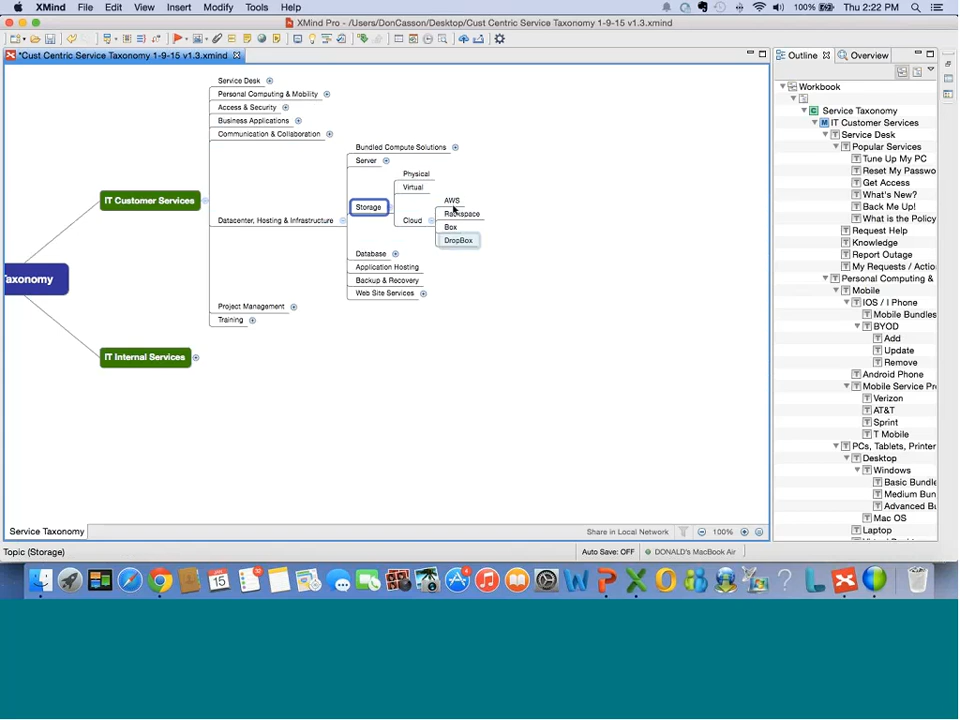 XMind File Edit View Insert Modify Tools Help 100% Thu 2:22 PM
XMind Pro - /Users/DonCasson/Desktop/Cust Centric Service Taxonomy 1-9-15 v1.3.xmind
*Cust Centric Service Taxonomy 1-9-15 v1.3.xmind
Service Desk
Personal Computing & Mobility
Access & Security
Business Applications
Communication & Collaboration
Bundled Compute Solutions
Server
Physical
Virtual
IT Customer Services
AWS
Storage
Rackspace
Datacenter, Hosting & Infrastructure
Cloud
Box
DropBox
Database
Application Hosting
Backup & Recovery
Web Site Services
Taxonomy
Project Management
Training
IT Internal Services
Outline
Overview
Workbook
Service Taxonomy
IT Customer Services
Service Desk
Popular Services
Tune Up My PC
Reset My Passwo
Get Access
What's New?
Back Me Up!
What is the Policy
Request Help
Knowledge
Report Outage
My Requests / Actio
Personal Computing &
Mobile
IOS / I Phone
Mobile Bundles
BYOD
Add
Update
Remove
Android Phone
Mobile Service Pr
Verizon
AT&T
Sprint
T Mobile
PCs, Tablets, Printer
Desktop
Windows
Basic Bundle
Medium Bun
Advanced Bu
Mac OS
Laptop
Service Taxonomy
Share in Local Network
100%
Topic (Storage)
Auto Save: OFF
DONALD's MacBook Air
15